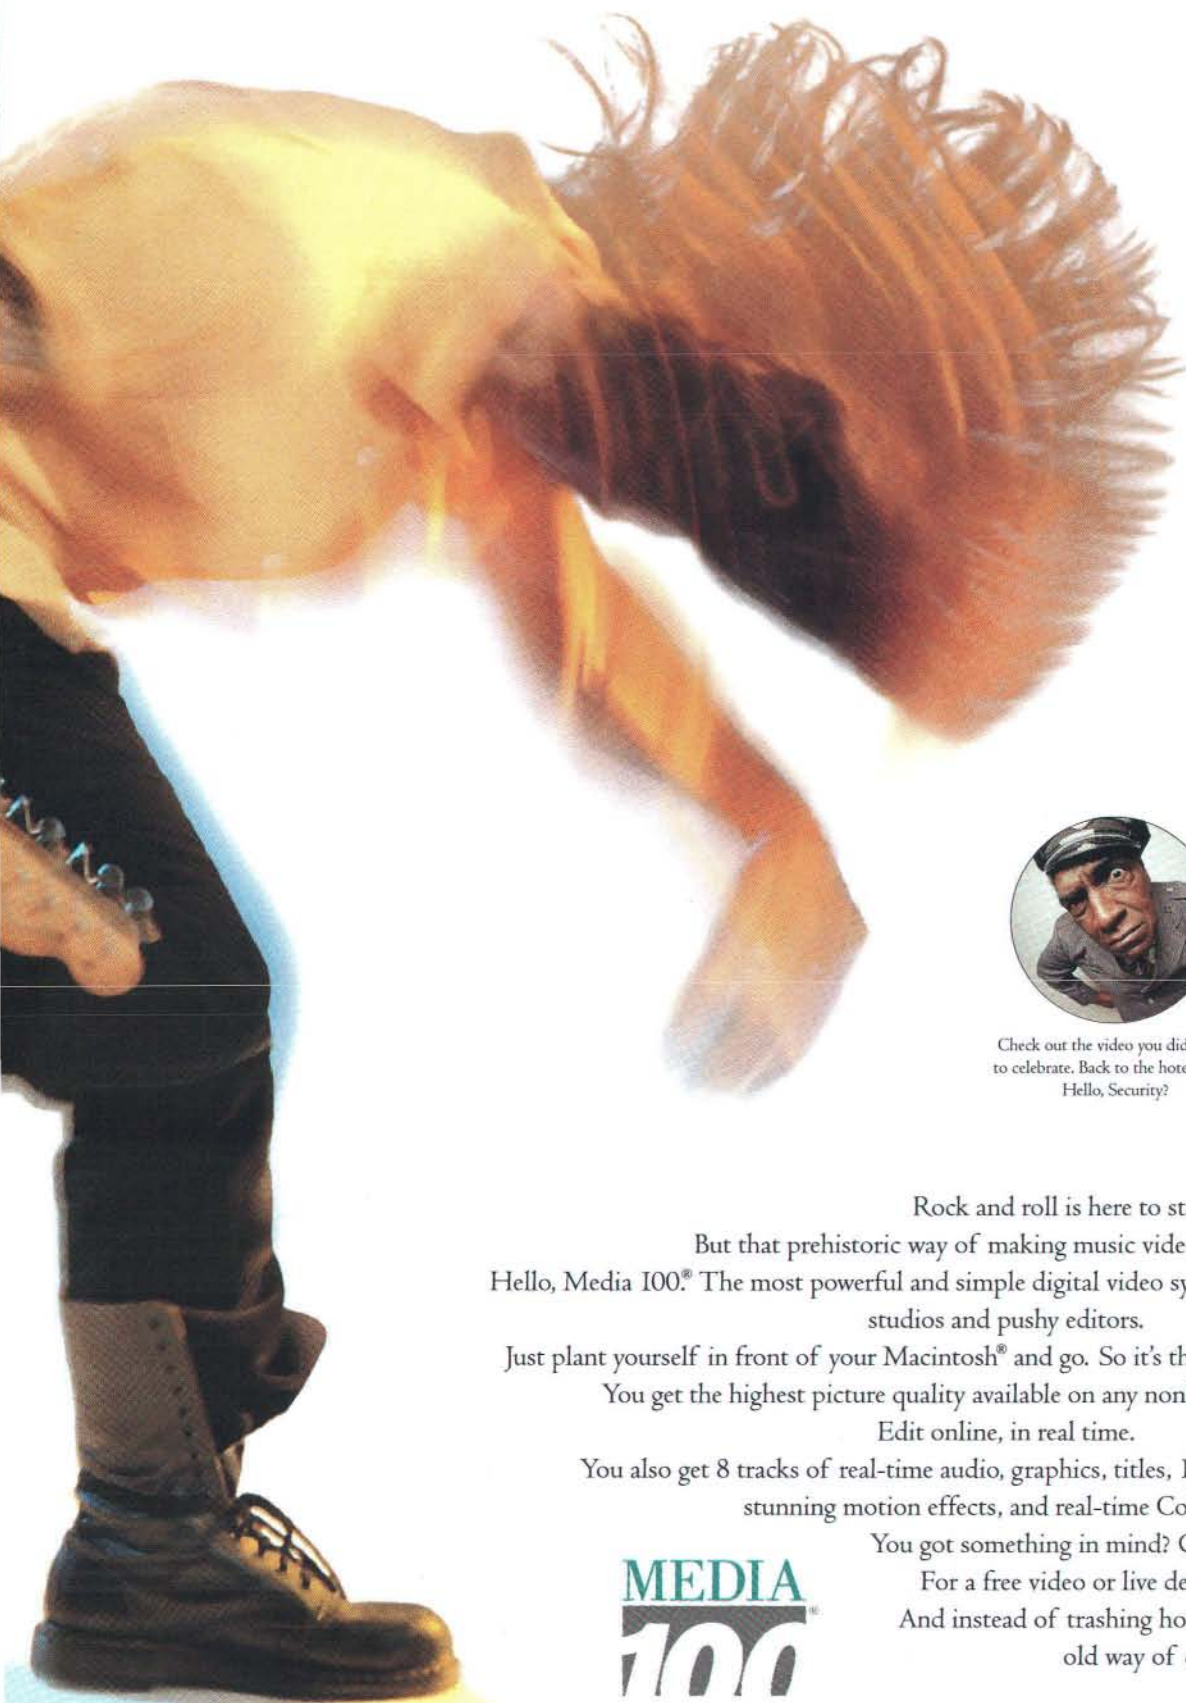 Check out the video you did
to celebrate. Back to the hote
Hello, Security?
Rock and roll is here to st
But that prehistoric way of making music vide
Hello, Media 100.® The most powerful and simple digital video sy
studios and pushy editors.
Just plant yourself in front of your Macintosh® and go. So it's th
You get the highest picture quality available on any non
Edit online, in real time.
You also get 8 tracks of real-time audio, graphics, titles,
stunning motion effects, and real-time Co
You got something in mind?
For a free video or live de
And instead of trashing ho
old way of
MEDIA
100®